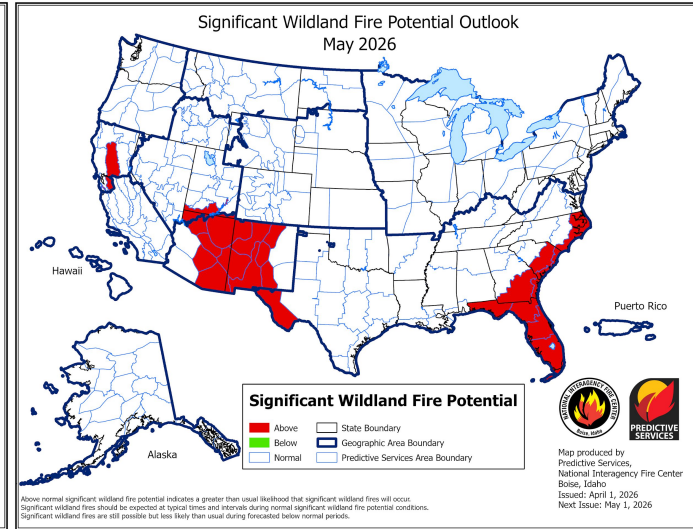 Significant Wildland Fire Potential Outlook
May 2026
Hawaii
Puerto Rico
Alaska
Significant Wildland Fire Potential
Above
State Boundary
Below
Geographic Area Boundary
Normal
Predictive Services Area Boundary
NATIONAL INTERAGENCY FIRE CENTER
Boise, Idaho
PREDICTIVE
SERVICES
Map produced by
Predictive Services,
National Interagency Fire Center
Boise, Idaho
Issued: April 1, 2026
Next Issue: May 1, 2026
Above normal significant wildland fire potential indicates a greater than usual likelihood that significant wildland fires will occur.
Significant wildland fires should be expected at typical times and intervals during normal significant wildland fire potential conditions.
Significant wildland fires are still possible but less likely than usual during forecasted below normal periods.